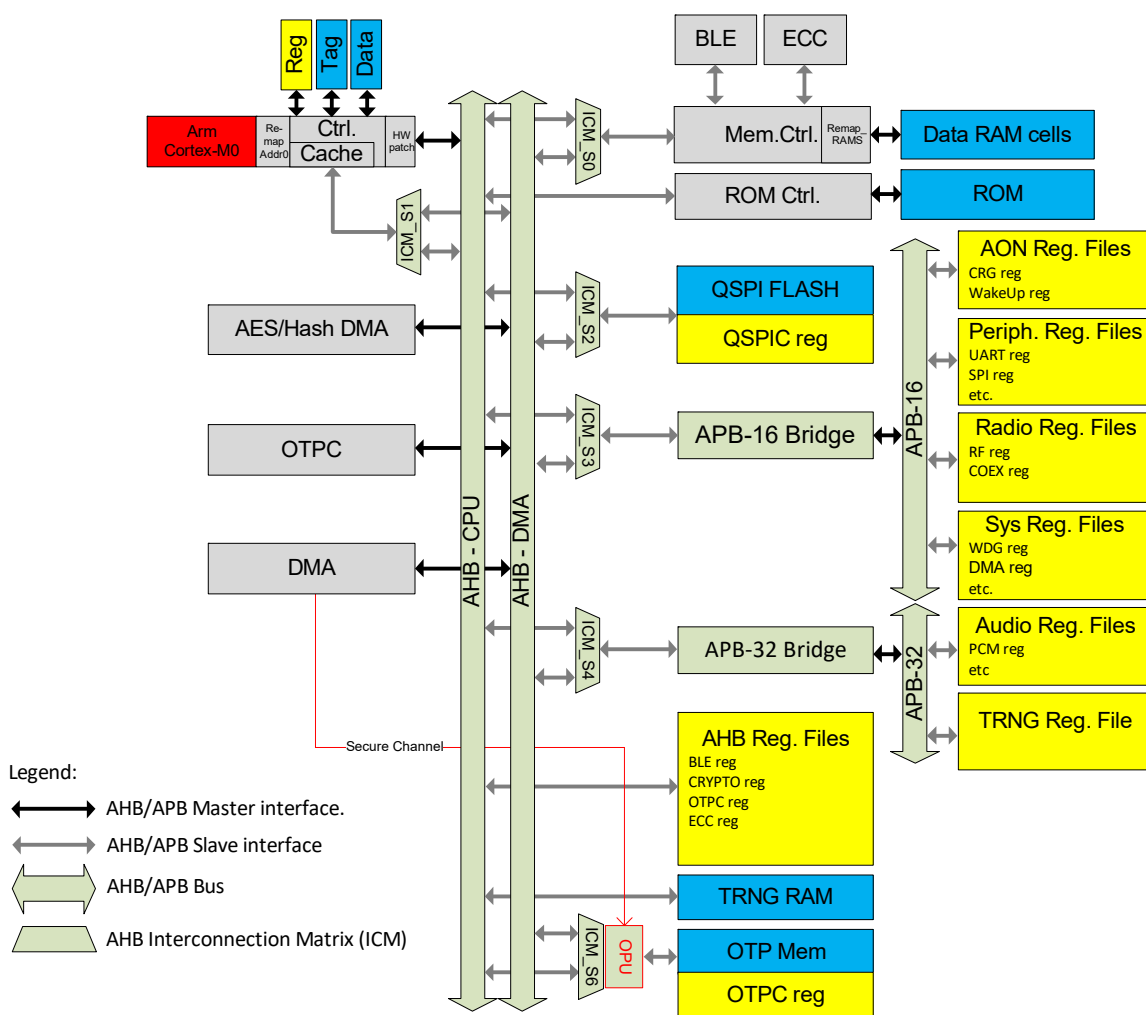 Reg
Tag
Data
BLE
ECC
Arm
Cortex-M0
Re-
map
Addr0
Ctrl.
Cache
HW
patch
ICM_S0
Mem.Ctrl.
Remap_
RAMS
Data RAM cells
ROM Ctrl.
ROM
ICM_S1
AON Reg. Files
CRG reg
WakeUp reg
QSPI FLASH
QSPIC reg
ICM_S2
AES/Hash DMA
Periph. Reg. Files
UART reg
SPI reg
etc.
APB-16
OTPC
ICM_S3
APB-16 Bridge
Radio Reg. Files
RF reg
COEX reg
AHB - CPU
AHB - DMA
DMA
Sys Reg. Files
WDG reg
DMA reg
etc.
ICM_S4
APB-32 Bridge
APB-32
Audio Reg. Files
PCM reg
etc
TRNG Reg. File
Secure Channel
AHB Reg. Files
BLE reg
CRYPTO reg
OTPC reg
ECC reg
Legend:
AHB/APB Master interface.
AHB/APB Slave interface
AHB/APB Bus
AHB Interconnection Matrix (ICM)
TRNG RAM
ICM_S6
OPU
OTP Mem
OTPC reg